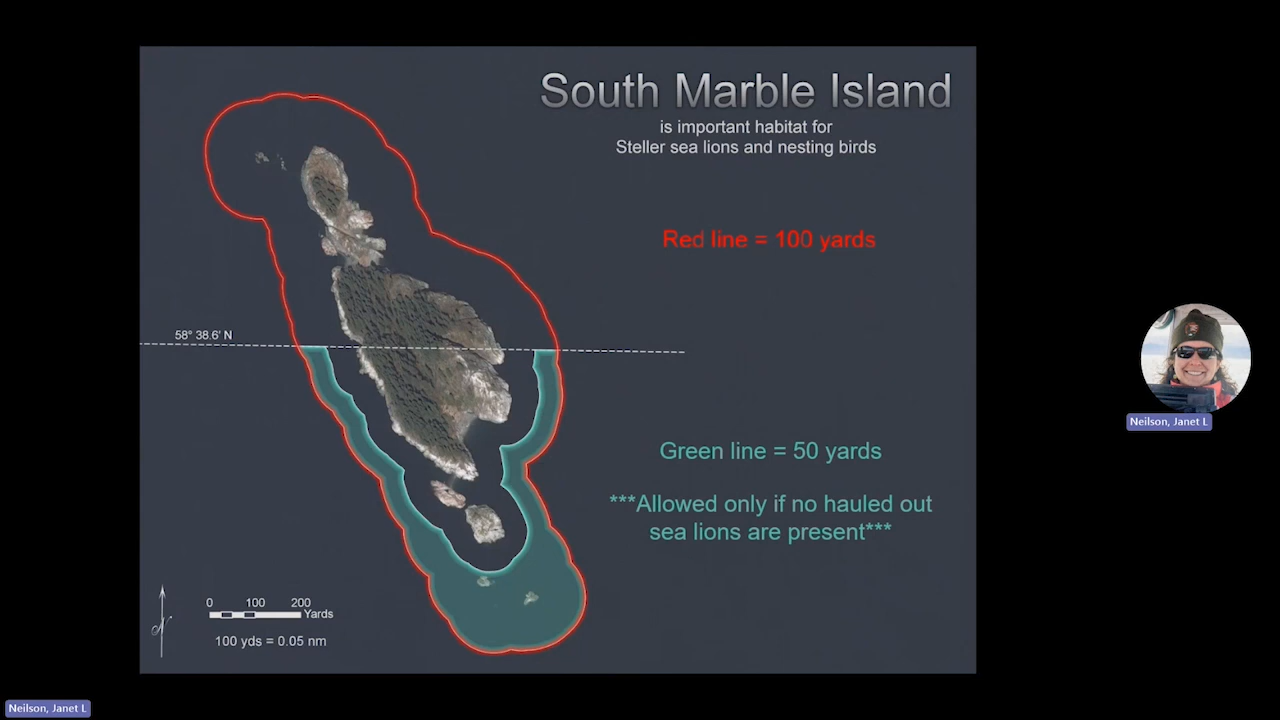 South Marble Island
is important habitat for
Steller sea lions and nesting birds
Red line = 100 yards
58° 38.6' N
Green line = 50 yards
***Allowed only if no hauled out
sea lions are present***
0 100 200
Yards
100 yds = 0.05 nm
N
Neilson, Janet L
Neilson, Janet L